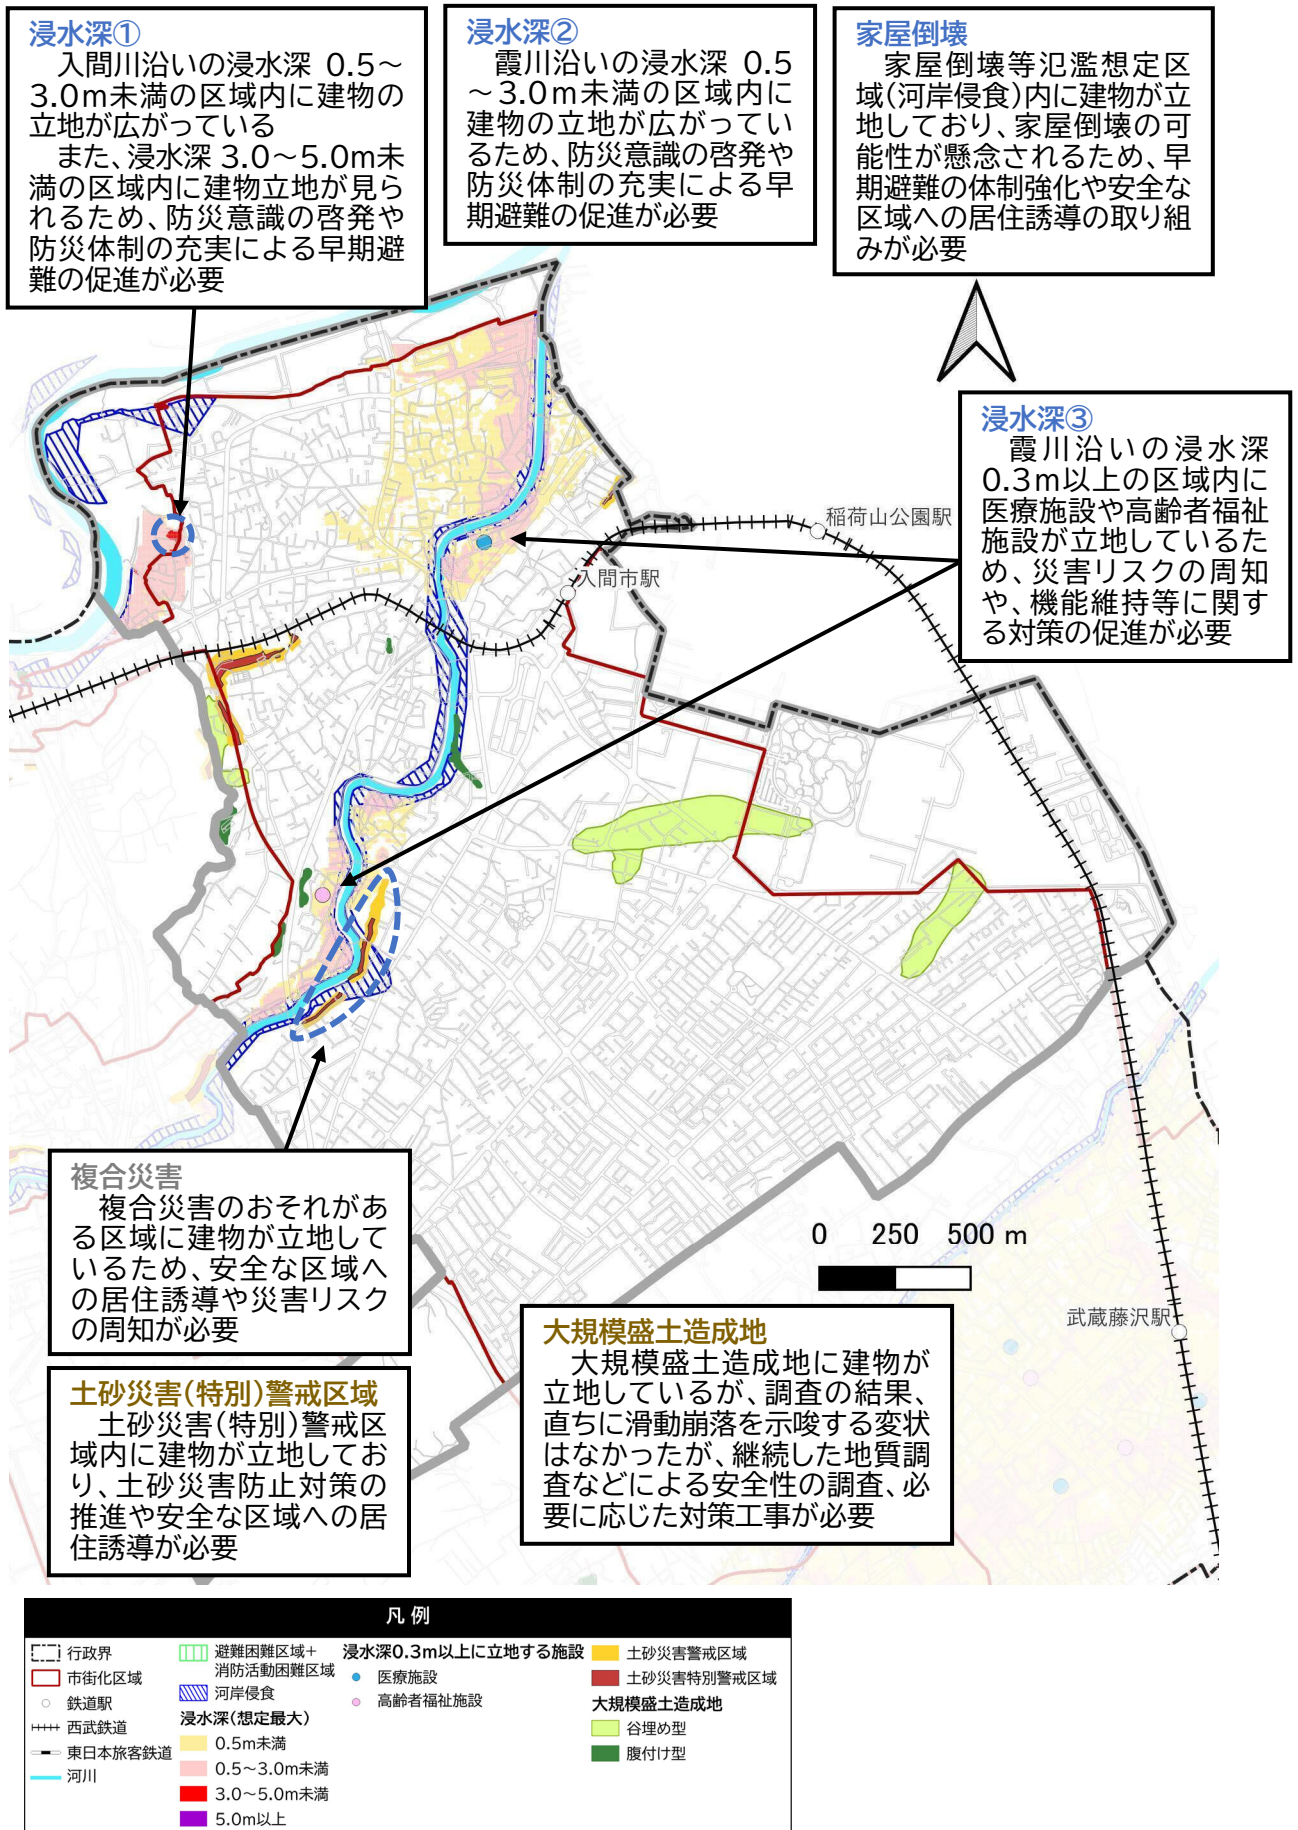 浸水深①
入間川沿いの浸水深 0.5～
3.0m未満の区域内に建物の
立地が広がっている
また、浸水深 3.0～5.0m未
満の区域内に建物立地が見ら
れるため、防災意識の啓発や
防災体制の充実による早期避
難の促進が必要
浸水深②
霞川沿いの浸水深 0.5
～3.0m未満の区域内に
建物の立地が広がってい
るため、防災意識の啓発や
防災体制の充実による早
期避難の促進が必要
家屋倒壊
家屋倒壊等氾濫想定区
域(河岸侵食)内に建物が立
地しており、家屋倒壊の可
能性が懸念されるため、早
期避難の体制強化や安全な
区域への居住誘導の取り組
みが必要
浸水深③
霞川沿いの浸水深
0.3m以上の区域内に
医療施設や高齢者福祉
施設が立地しているた
め、災害リスクの周知
や、機能維持等に関す
る対策の促進が必要
稲荷山公園駅
入間市駅
複合災害
複合災害のおそれがあ
る区域に建物が立地して
いるため、安全な区域へ
の居住誘導や災害リスク
の周知が必要
0 250 500 m
武蔵藤沢駅
土砂災害(特別)警戒区域
土砂災害(特別)警戒区
域内に建物が立地してお
り、土砂災害防止対策の
推進や安全な区域への居
住誘導が必要
大規模盛土造成地
大規模盛土造成地に建物が
立地しているが、調査の結果、
直ちに滑動崩落を示唆する変状
はなかったが、継続した地質調
査などによる安全性の調査、必
要に応じた対策工事が必要
凡例
行政界
市街化区域
鉄道駅
西武鉄道
東日本旅客鉄道
河川
避難困難区域+
消防活動困難区域
河岸侵食
浸水深(想定最大)
0.5m未満
0.5～3.0m未満
3.0～5.0m未満
5.0m以上
浸水深0.3m以上に立地する施設
医療施設
高齢者福祉施設
土砂災害警戒区域
土砂災害特別警戒区域
大規模盛土造成地
谷埋め型
腹付け型